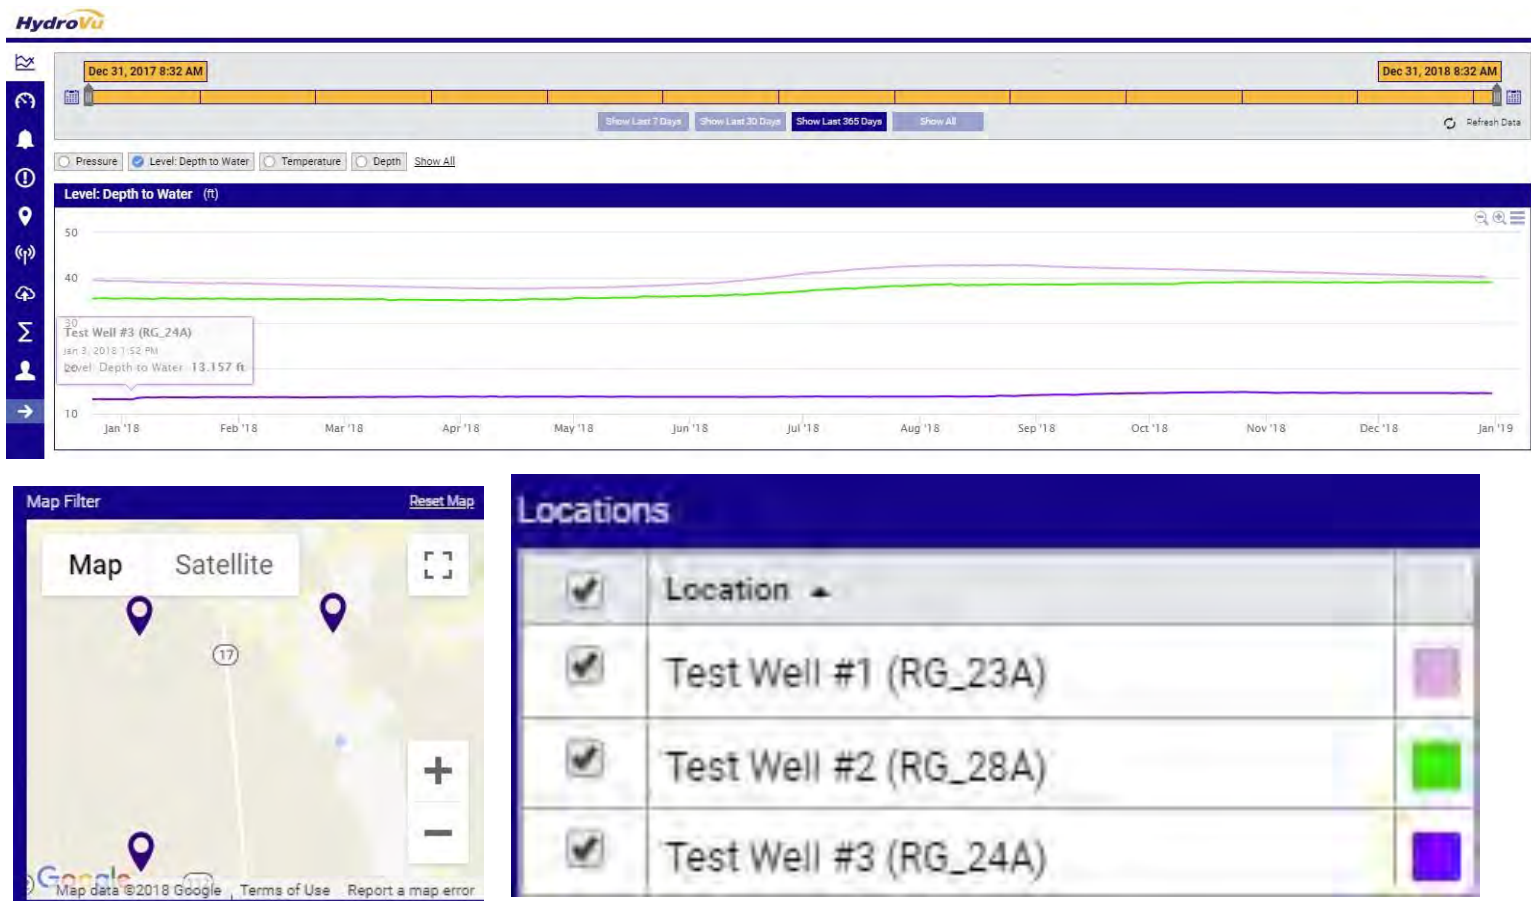 HydroVu
Dec 31, 2017 8:32 AM
Dec 31, 2018 8:32 AM
Show Last 7 Days
Show Last 30 Days
Show Last 365 Days
Show All
Refresh Data
Pressure
Level: Depth to Water
Temperature
Depth
Show All
Level: Depth to Water (ft)
50
40
30
Test Well #3 (RG_24A)
Jan 3, 2018 1:52 PM
20
Level: Depth to Water 13.157 ft
10
Jan '18 Feb '18 Mar '18 Apr '18 May '18 Jun '18 Jul '18 Aug '18 Sep '18 Oct '18 Nov '18 Dec '18 Jan '19
Map Filter
Reset Map
Map
Satellite
17
Google
Map data ©2018 Google
Terms of Use
Report a map error
Locations
Location
Test Well #1 (RG_23A)
Test Well #2 (RG_28A)
Test Well #3 (RG_24A)